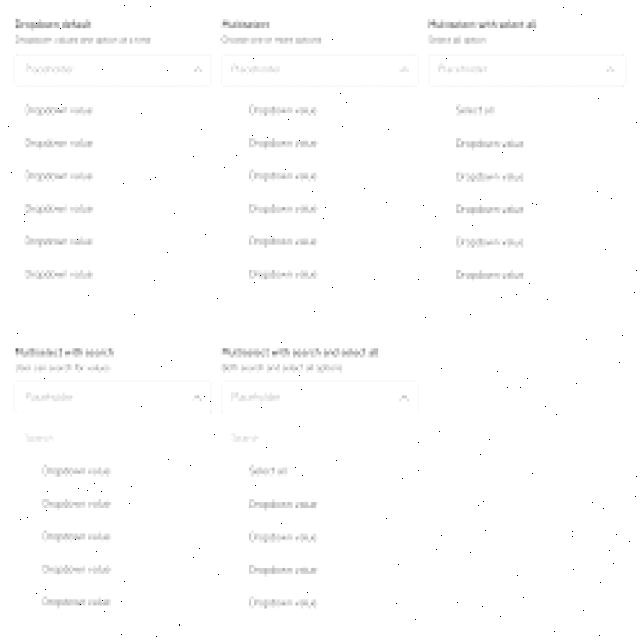 Dropdown default
Dropdown values one option at a time
Placeholder
Dropdown value
Dropdown value
Dropdown value
Dropdown value
Dropdown value
Dropdown value
Multiselect
Choose one or more options
Placeholder
Dropdown value
Dropdown value
Dropdown value
Dropdown value
Dropdown value
Dropdown value
Multiselect with select all
Select all option
Placeholder
Select all
Dropdown value
Dropdown value
Dropdown value
Dropdown value
Dropdown value
Multiselect with search
User can search for values
Placeholder
Search
Dropdown value
Dropdown value
Dropdown value
Dropdown value
Dropdown value
Multiselect with search and select all
Both search and select all options
Placeholder
Search
Select all
Dropdown value
Dropdown value
Dropdown value
Dropdown value